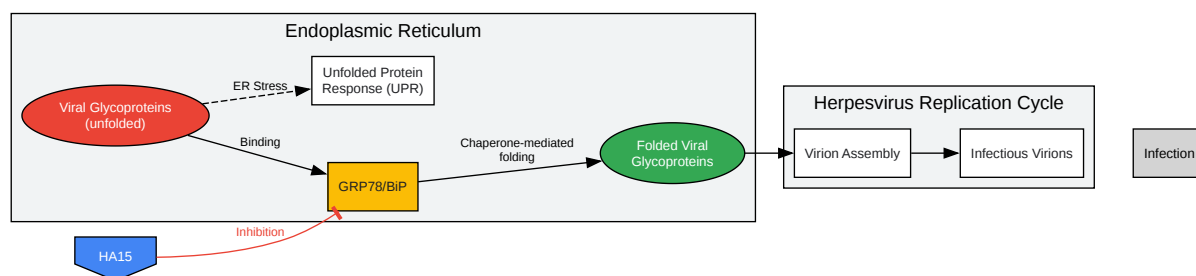 Endoplasmic Reticulum
Viral Glycoproteins
(unfolded)
ER Stress
Unfolded Protein
Response (UPR)
Binding
GRP78/BiP
Chaperone-mediated
folding
Folded Viral
Glycoproteins
Inhibition
HA15
Herpesvirus Replication Cycle
Virion Assembly
Infectious Virions
Infection